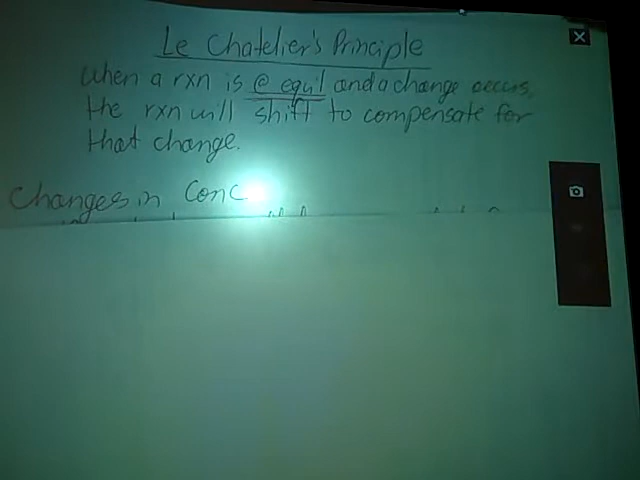 Le Chatelier's Principle
when a rxn is @ equil and a change occurs,
the rxn will shift to compensate for
that change.
Changes in Conc